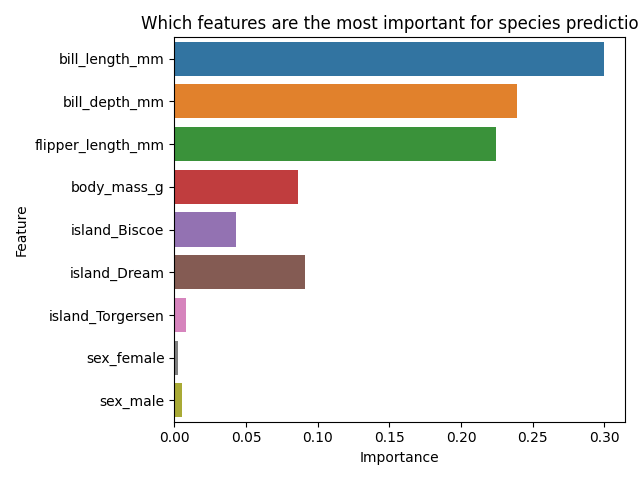 Which features are the most important for species predictio
bill_length_mm
bill_depth_mm
flipper_length_mm
body_mass_g
island_Biscoe
island_Dream
island_Torgersen
sex_female
sex_male
Feature
0.00 0.05 0.10 0.15 0.20 0.25 0.30
Importance